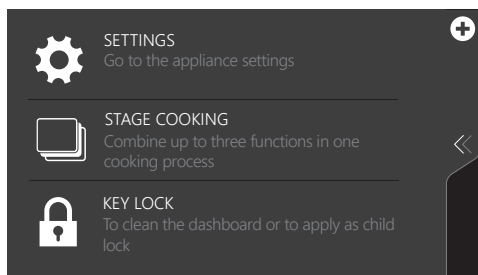 SETTINGS
Go to the appliance settings
STAGE COOKING
Combine up to three functions in one
cooking process
KEY LOCK
To clean the dashboard or to apply as child
lock